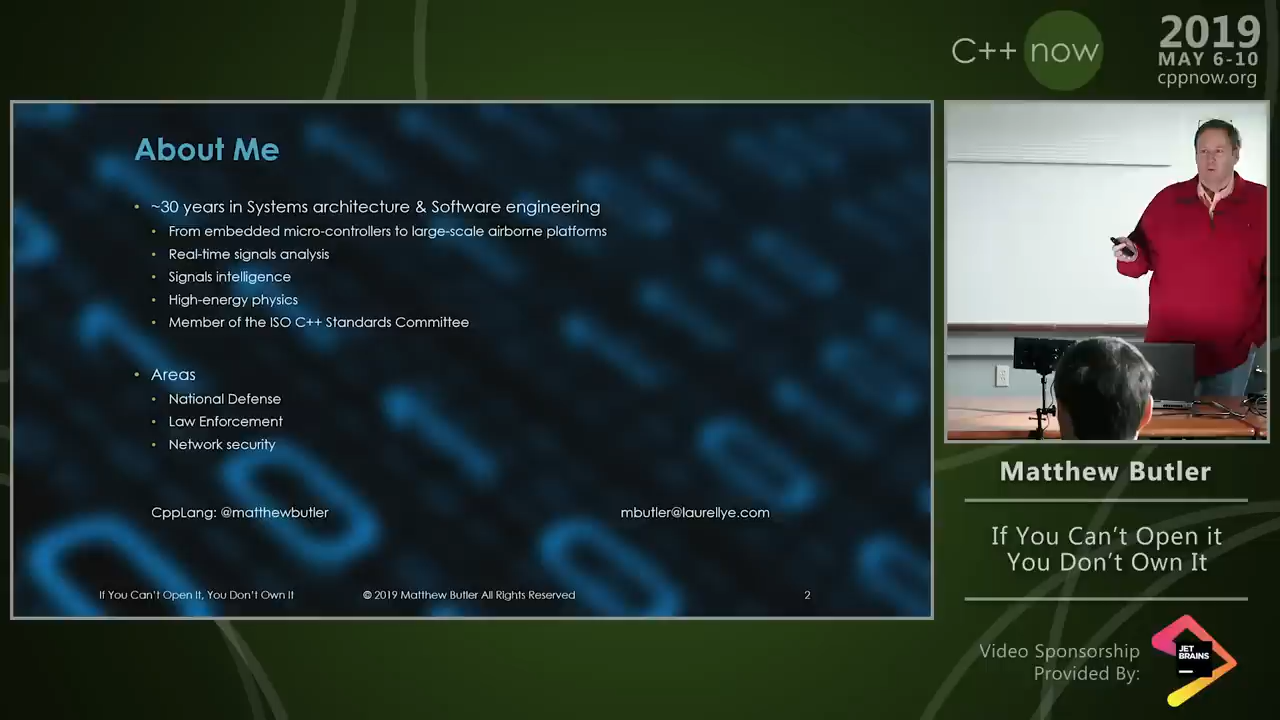 C++ now
2019
MAY 6-10
cppnow.org
About Me
• ~30 years in Systems architecture & Software engineering
• From embedded micro-controllers to large-scale airborne platforms
• Real-time signals analysis
• Signals intelligence
• High-energy physics
• Member of the ISO C++ Standards Committee
• Areas
• National Defense
• Law Enforcement
• Network security
CppLang: @matthewbutler
mbutler@laurellye.com
If You Can't Open It, You Don't Own It
© 2019 Matthew Butler All Rights Reserved
2
Matthew Butler
If You Can't Open it
You Don't Own It
Video Sponsorship
Provided By:
JET
BRAINS